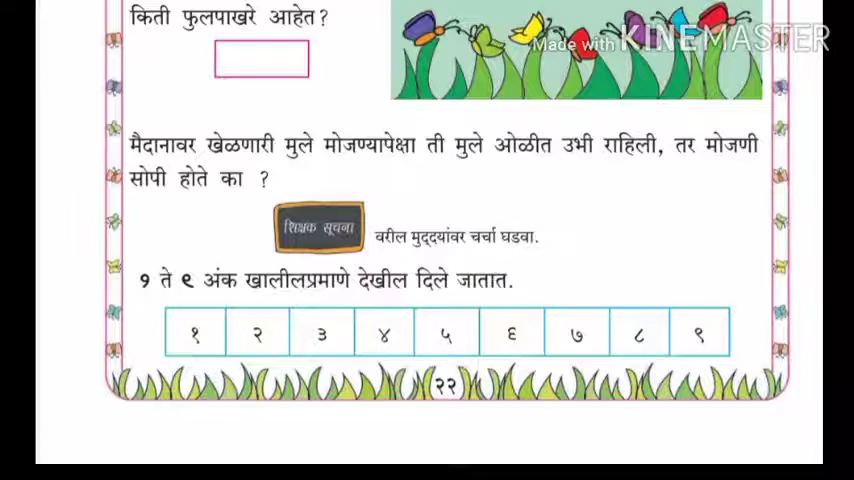 किती फुलपाखरे आहेत?
Made with KINEMASTER
मैदानावर खेळणारी मुले मोजण्यापेक्षा ती मुले ओळीत उभी राहिली, तर मोजणी
सोपी होते का ?
शिक्षक सूचना
वरील मुद्दयांवर चर्चा घडवा.
१ ते ९ अंक खालीलप्रमाणे देखील दिले जातात.
१ २ ३ ४ ५ ६ ७ ८ ९
२२